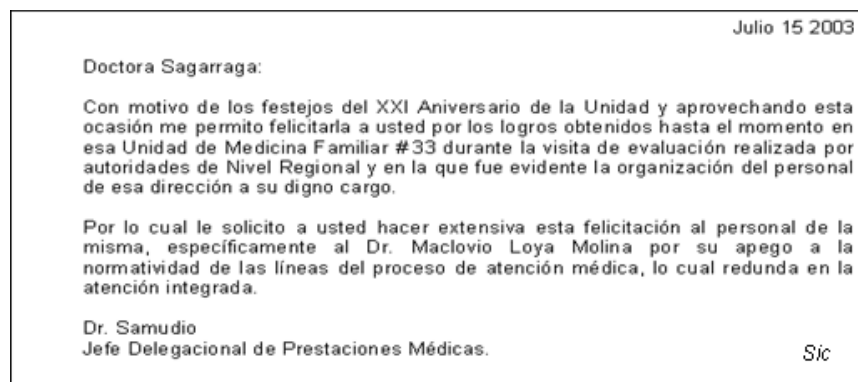 Julio 15 2003
Doctora Sagarraga:
Con motivo de los festejos del XXI Aniversario de la Unidad y aprovechando esta
ocasión me permito felicitarla a usted por los logros obtenidos hasta el momento en
esa Unidad de Medicina Familiar #33 durante la visita de evaluación realizada por
autoridades de Nivel Regional y en la que fue evidente la organización del personal
de esa dirección a su digno cargo.
Por lo cual le solicito a usted hacer extensiva esta felicitación al personal de la
misma, específicamente al Dr. Maclovio Loya Molina por su apego a la
normatividad de las líneas del proceso de atención médica, lo cual redunda en la
atención integrada.
Dr. Samudio
Jefe Delegacional de Prestaciones Médicas.
Sic